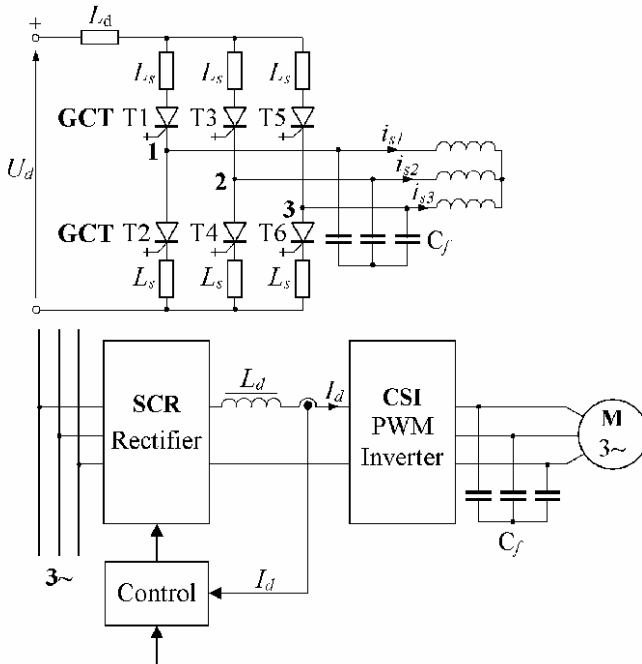 +
L_d
L_s L_s L_s
GCT T1 T3 T5
1
i_s1
U_d
2
i_s2
3
i_s3
GCT T2 T4 T6
C_f
L_s L_s L_s
SCR
Rectifier
L_d
I_d
CSI
PWM
Inverter
M
3~
C_f
3~
Control
I_d